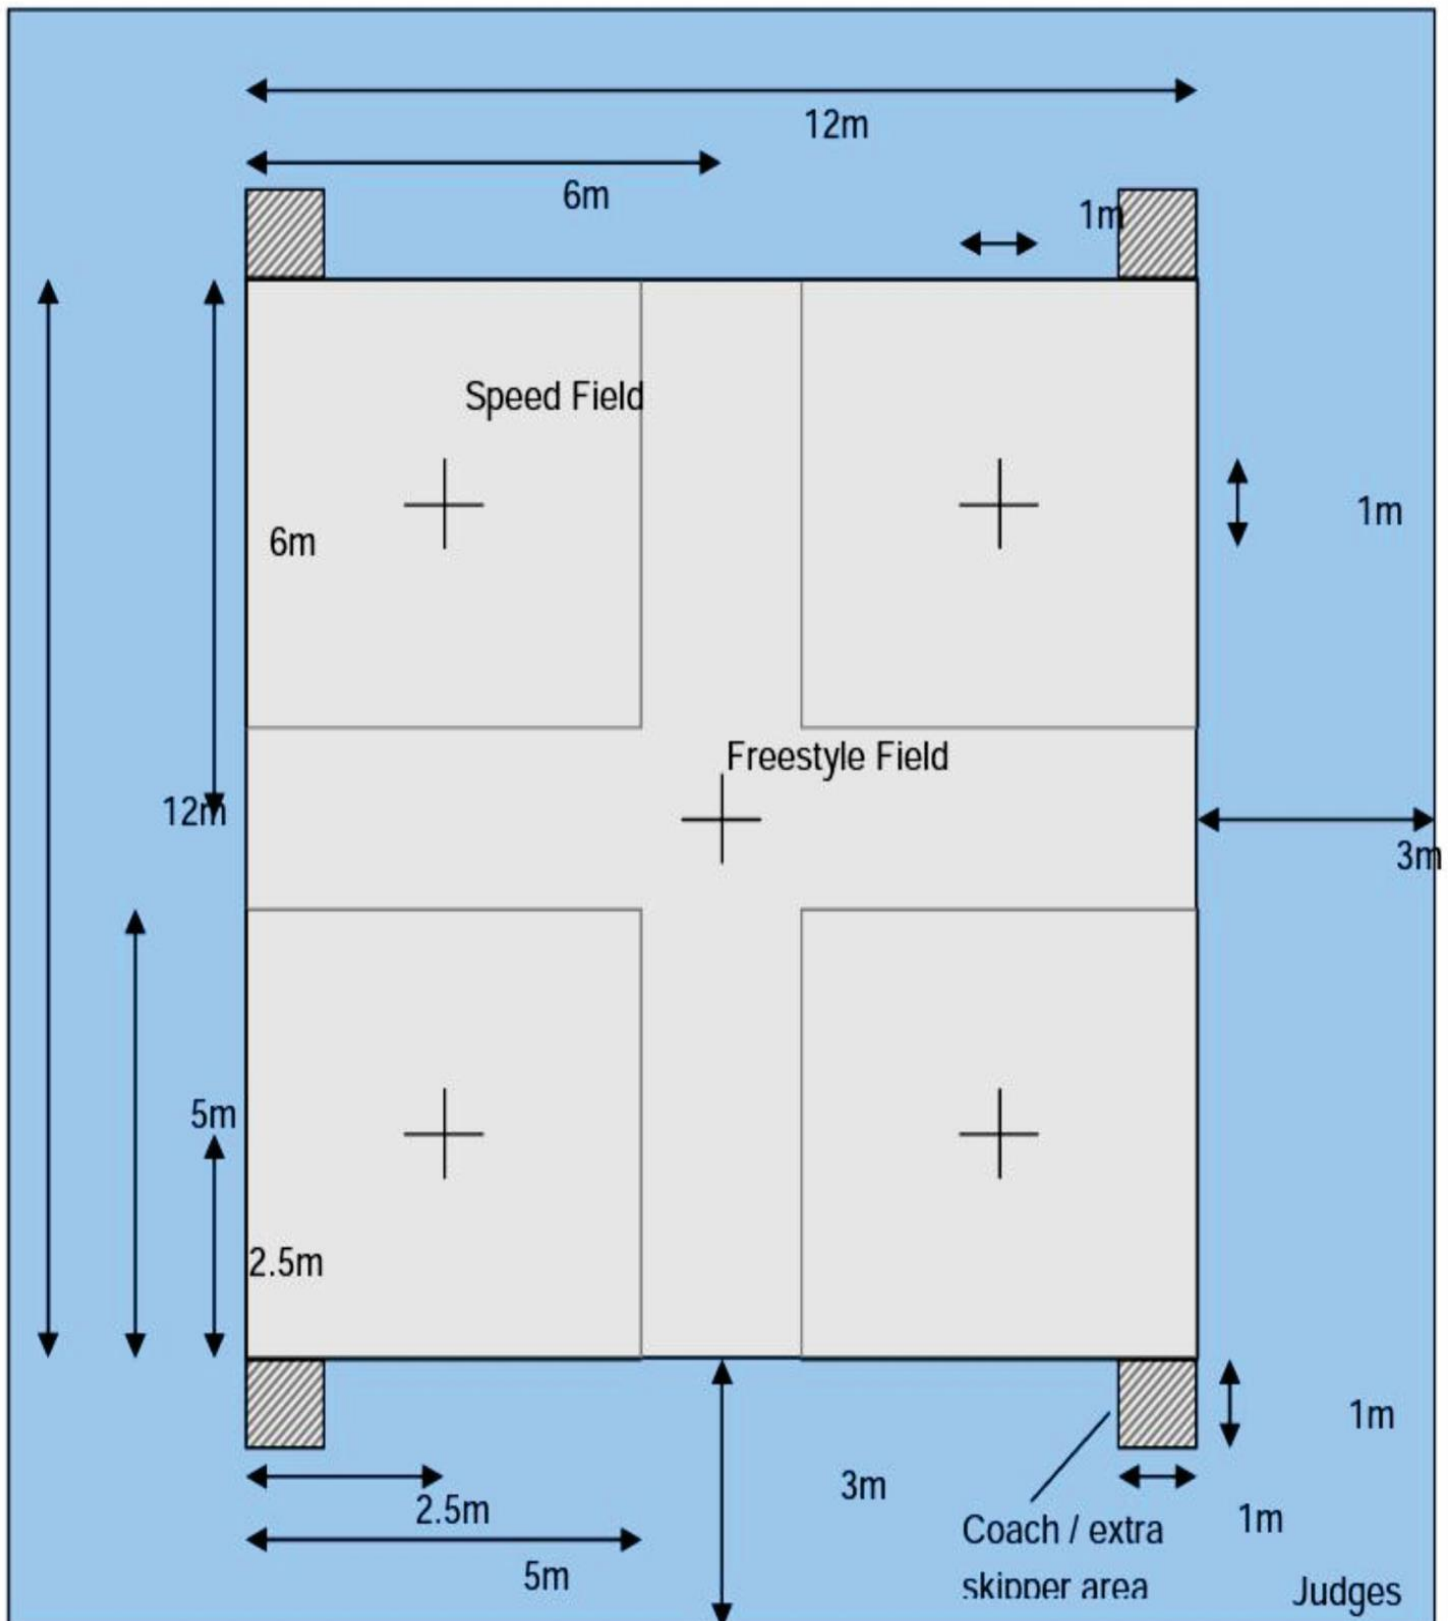 12m
6m
1m
Speed Field
1m
6m
Freestyle Field
12m
3m
5m
2.5m
1m
3m
2.5m
1m
Coach / extra
5m
skipper area
Judges